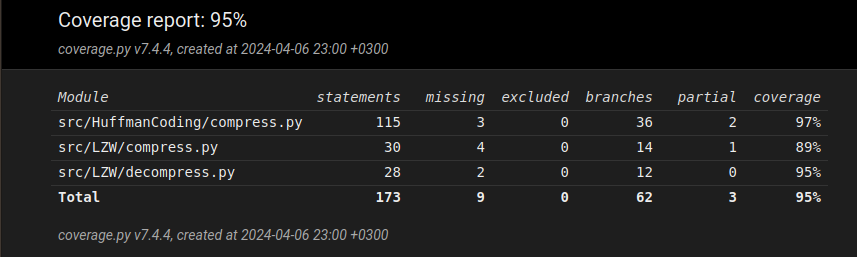 Coverage report: 95%
coverage.py v7.4.4, created at 2024-04-06 23:00 +0300
Module statements missing excluded branches partial coverage
src/HuffmanCoding/compress.py 115 3 0 36 2 97%
src/LZW/compress.py 30 4 0 14 1 89%
src/LZW/decompress.py 28 2 0 12 0 95%
Total 173 9 0 62 3 95%
coverage.py v7.4.4, created at 2024-04-06 23:00 +0300